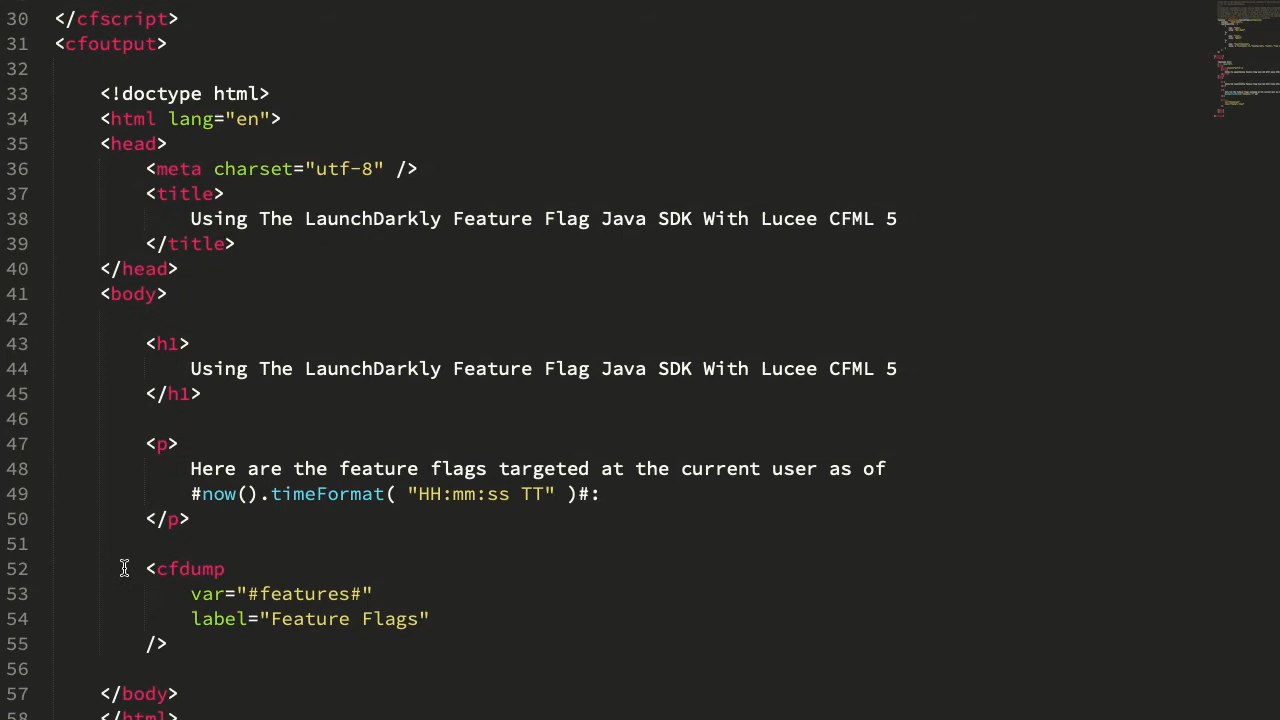 30 </cfscript>
31 <cfoutput>
32
33 <!doctype html>
34 <html lang="en">
35 <head>
36 <meta charset="utf-8" />
37 <title>
38 Using The LaunchDarkly Feature Flag Java SDK With Lucee CFML 5
39 </title>
40 </head>
41 <body>
42
43 <h1>
44 Using The LaunchDarkly Feature Flag Java SDK With Lucee CFML 5
45 </h1>
46
47 <p>
48 Here are the feature flags targeted at the current user as of
49 #now().timeFormat( "HH:mm:ss TT" )#:
50 </p>
51
52 <cfdump
53 var="#features#"
54 label="Feature Flags"
55 />
56
57 </body>
58 </html>